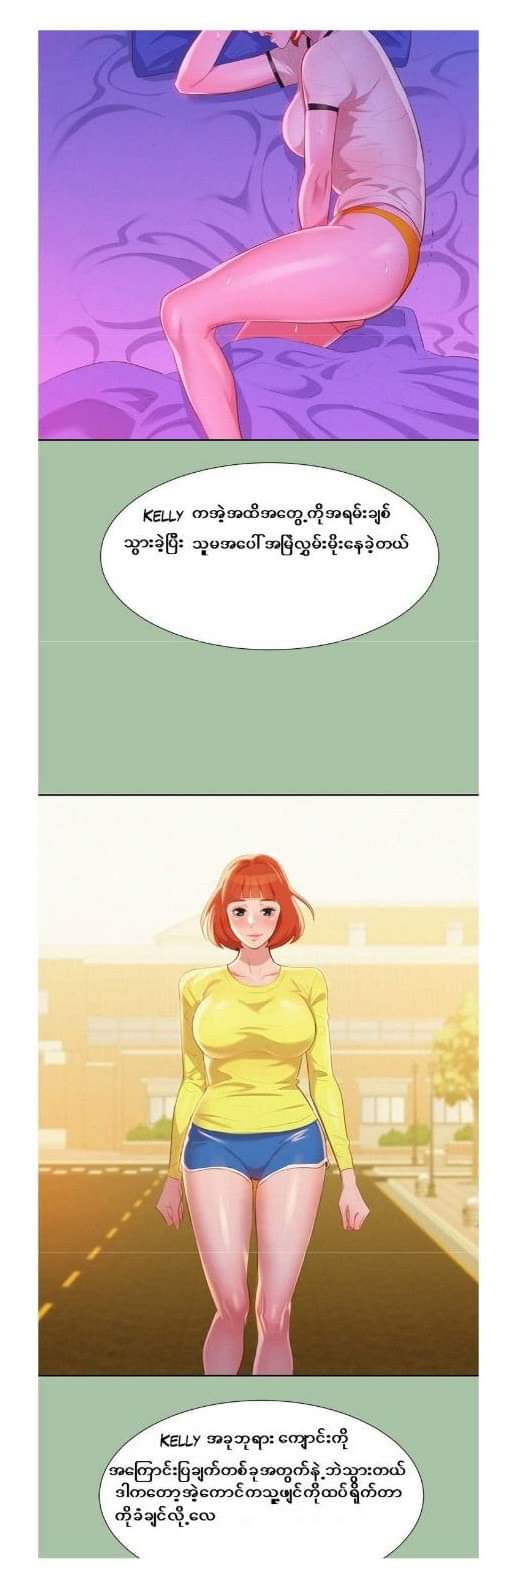 KELLY ကအဲ့အထိအတွေ့ကိုအရမ်းချစ်
သွားခဲ့ပြီး သူမအပေါ် အမြဲလွှမ်းမိုးနေခဲ့တယ်
KELLY အခုဘုရား ကျောင်းကို
အကြောင်းပြချက်တစ်ခုအတွက်နဲ့ဘဲသွားတယ်
ဒါကတော့အဲ့ကောင်ကသူ့ဖျင်ကိုထပ်ရိုက်တာ
ကိုခံချင်လို့လေ